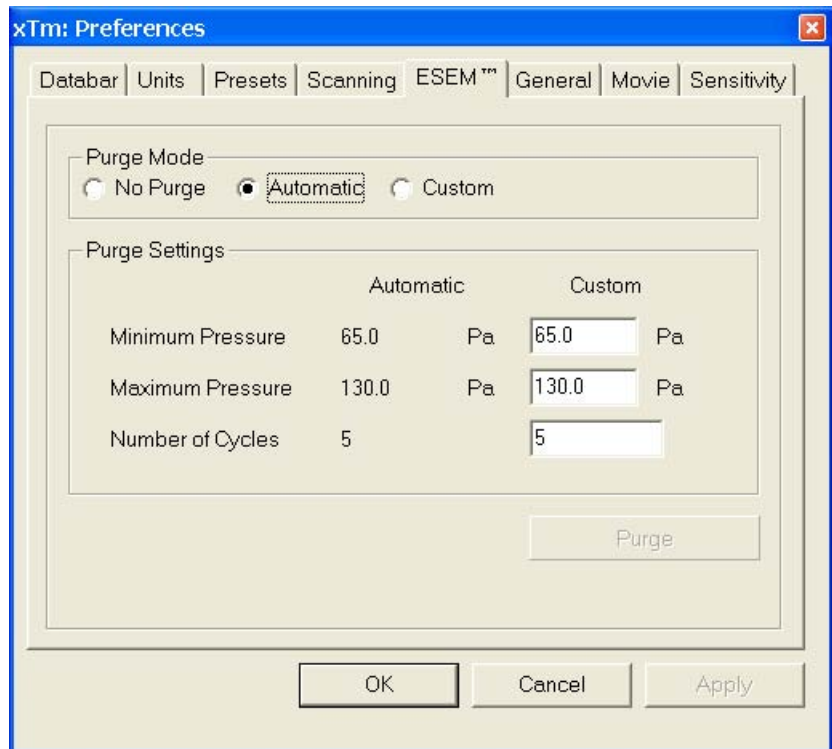 xTm: Preferences
Databar Units Presets Scanning ESEM™ General Movie Sensitivity
Purge Mode
No Purge Automatic Custom
Purge Settings
Automatic Custom
Minimum Pressure 65.0 Pa 65.0 Pa
Maximum Pressure 130.0 Pa 130.0 Pa
Number of Cycles 5 5
Purge
OK Cancel Apply